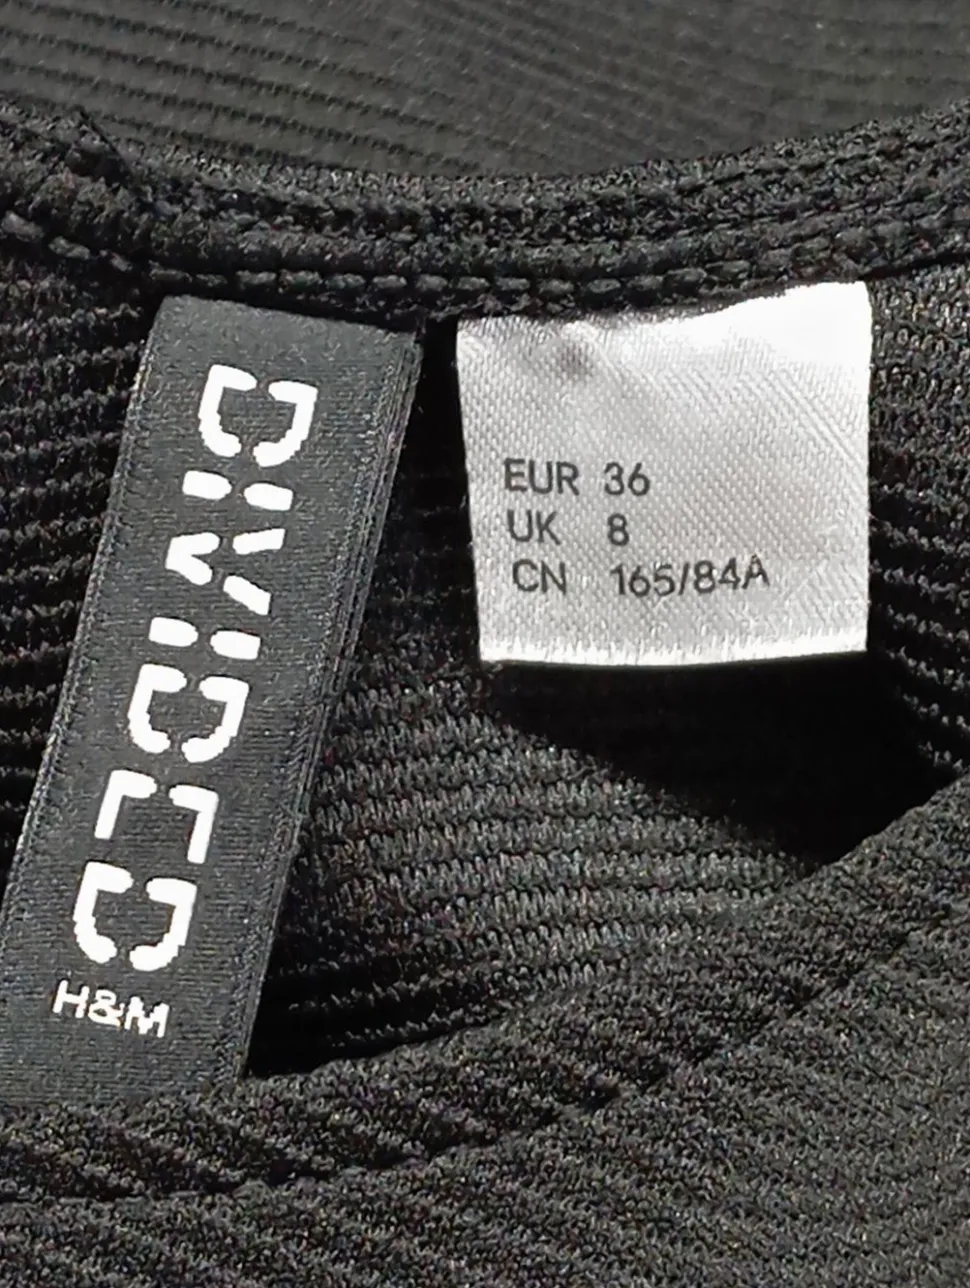 DIVIDED
H&M
EUR 36
UK 8
CN 165/84A